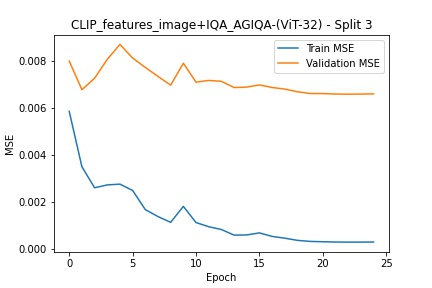 CLIP_features_image+IQA_AGIQA-(ViT-32) - Split 3
Train MSE
Validation MSE
0.008
0.006
0.004
0.002
0.000
MSE
0 5 10 15 20 25
Epoch